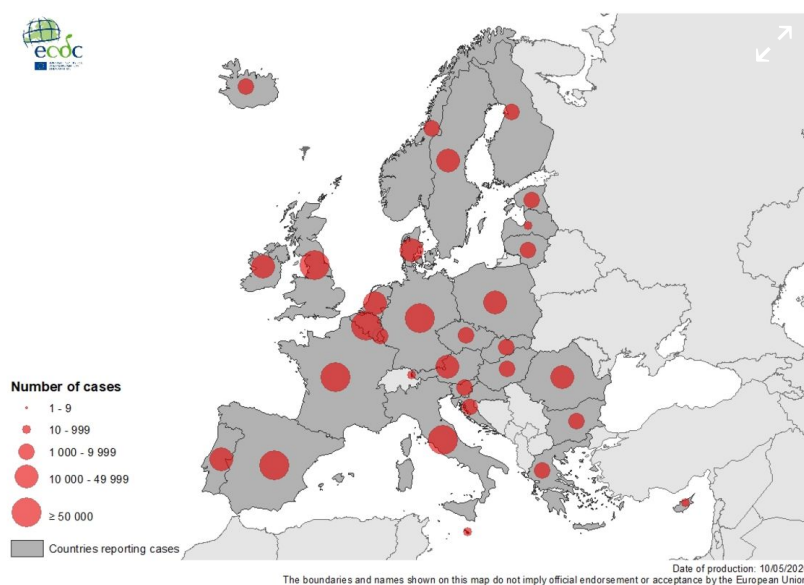 ecdc
Number of cases
1 - 9
10 - 999
1 000 - 9 999
10 000 - 49 999
≥ 50 000
Countries reporting cases
Date of production: 10/05/202
The boundaries and names shown on this map do not imply official endorsement or acceptance by the European Union